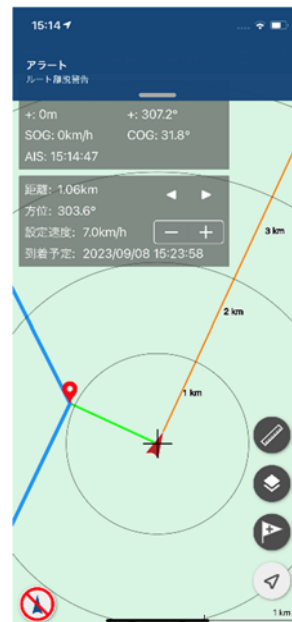 15:14
アラート
ルート離脱警告
+: 0m +: 307.2°
SOG: 0km/h COG: 31.8°
AIS: 15:14:47
距離: 1.06km
方位: 303.6°
設定速度: 7.0km/h − +
到着予定: 2023/09/08 15:23:58
3 km
2 km
1 km
1 km